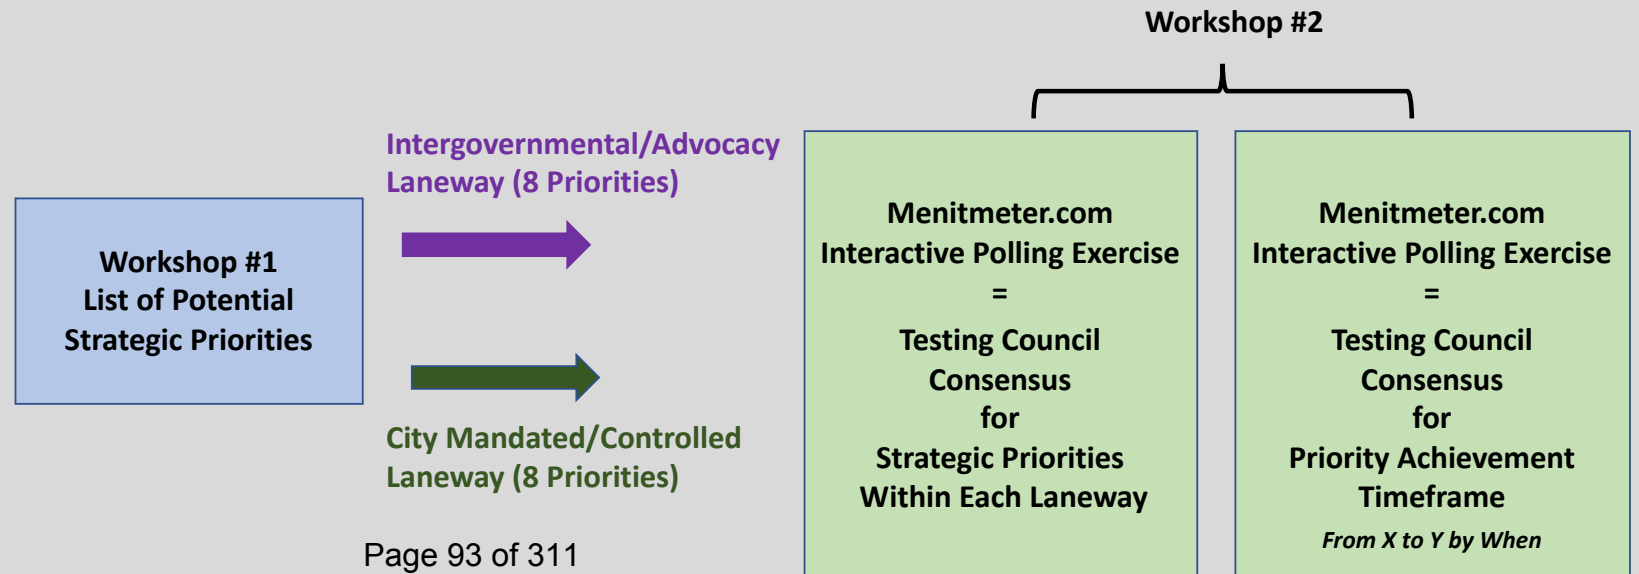 Workshop #2
Workshop #1
List of Potential
Strategic Priorities
Intergovernmental/Advocacy
Laneway (8 Priorities)
City Mandated/Controlled
Laneway (8 Priorities)
Menitmeter.com
Interactive Polling Exercise
=
Testing Council
Consensus
for
Strategic Priorities
Within Each Laneway
Menitmeter.com
Interactive Polling Exercise
=
Testing Council
Consensus
for
Priority Achievement
Timeframe
From X to Y by When
Page 93 of 311